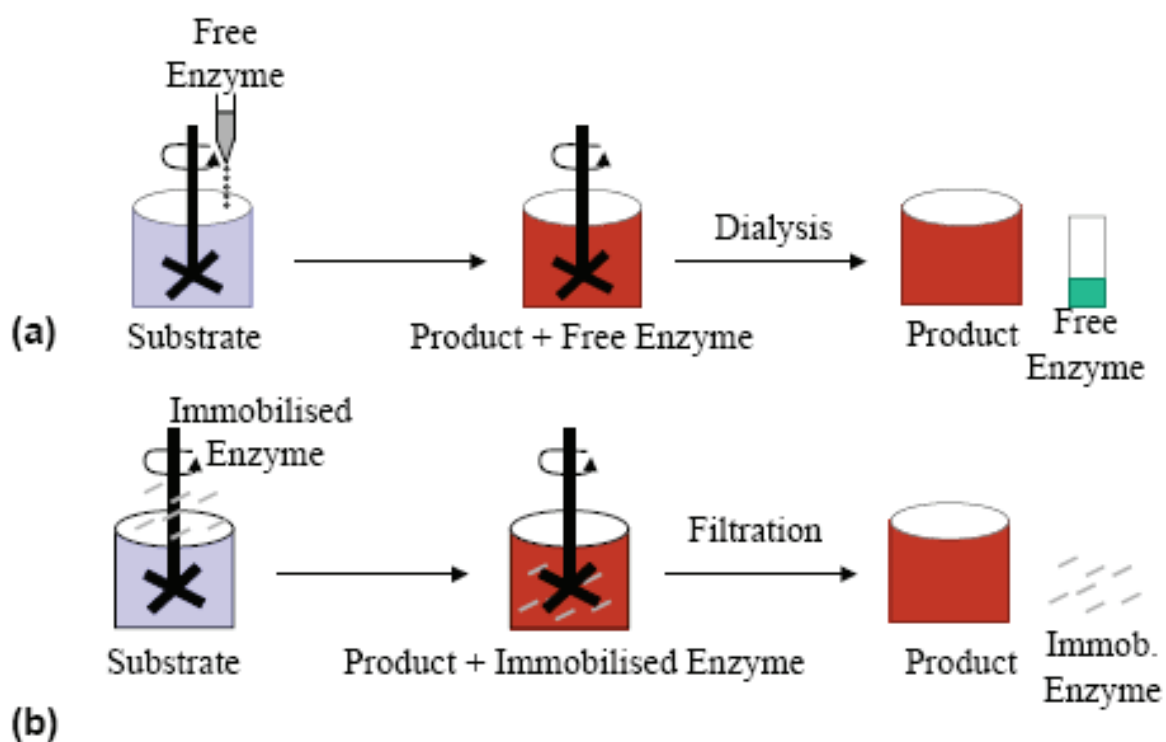 Free
Enzyme
Dialysis
(a)
Substrate
Product + Free Enzyme
Product
Free
Enzyme
Immobilised
Enzyme
Filtration
Substrate
Product + Immobilised Enzyme
Product
Immob.
Enzyme
(b)